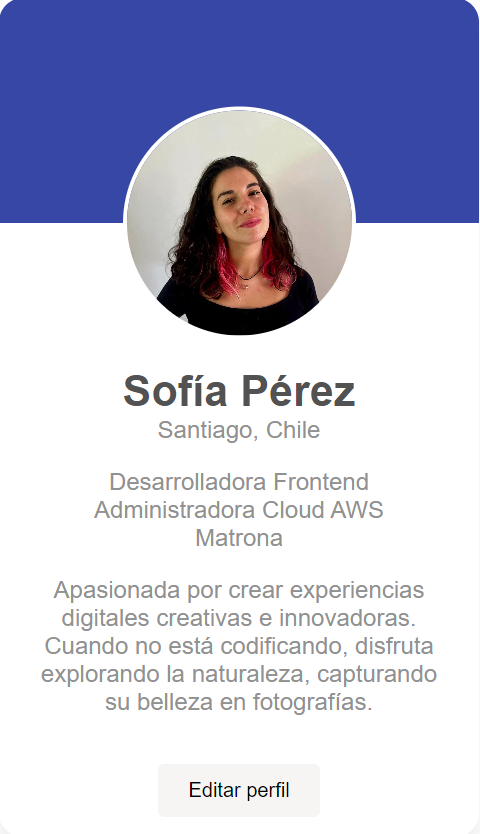 Sofía Pérez
Santiago, Chile
Desarrolladora Frontend
Administradora Cloud AWS
Matrona
Apasionada por crear experiencias
digitales creativas e innovadoras.
Cuando no está codificando, disfruta
explorando la naturaleza, capturando
su belleza en fotografías.
Editar perfil